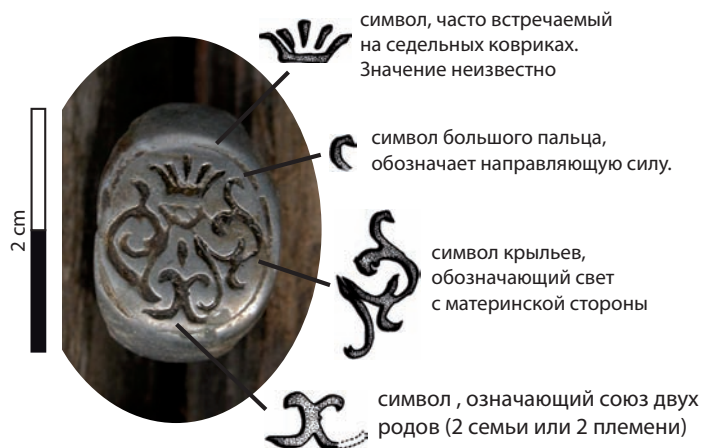 символ, часто встречаемый
на седельных ковриках.
Значение неизвестно
символ большого пальца,
обозначает направляющую силу.
2 cm
символ крыльев,
обозначающий свет
с материнской стороны
символ , означающий союз двух
родов (2 семьи или 2 племени)